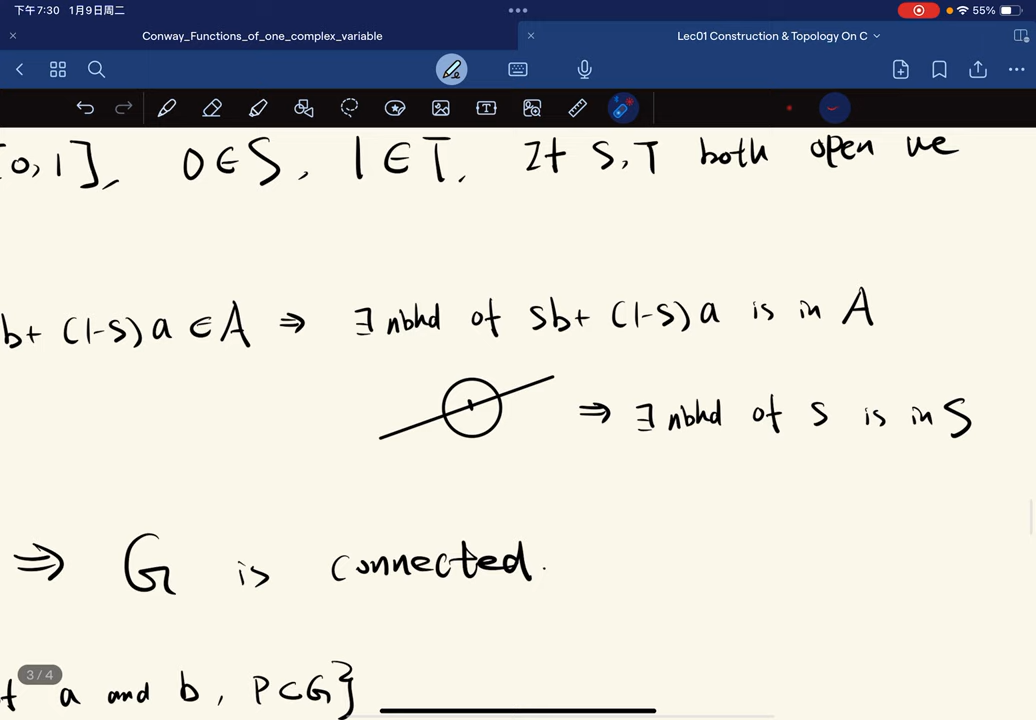 下午7:30 1月9日周二
55%
Conway_Functions_of_one_complex_variable
Lec01 Construction & Topology On C
[0,1], 0∈S, 1∈T, If S,T both open we
b+ (1-s)a ∈A ⇒ ∃ nbhd of sb+ (1-s)a is in A
⇒ ∃ nbhd of s is in S
⇒ G is connected.
3 / 4
of a and b, P⊂G}